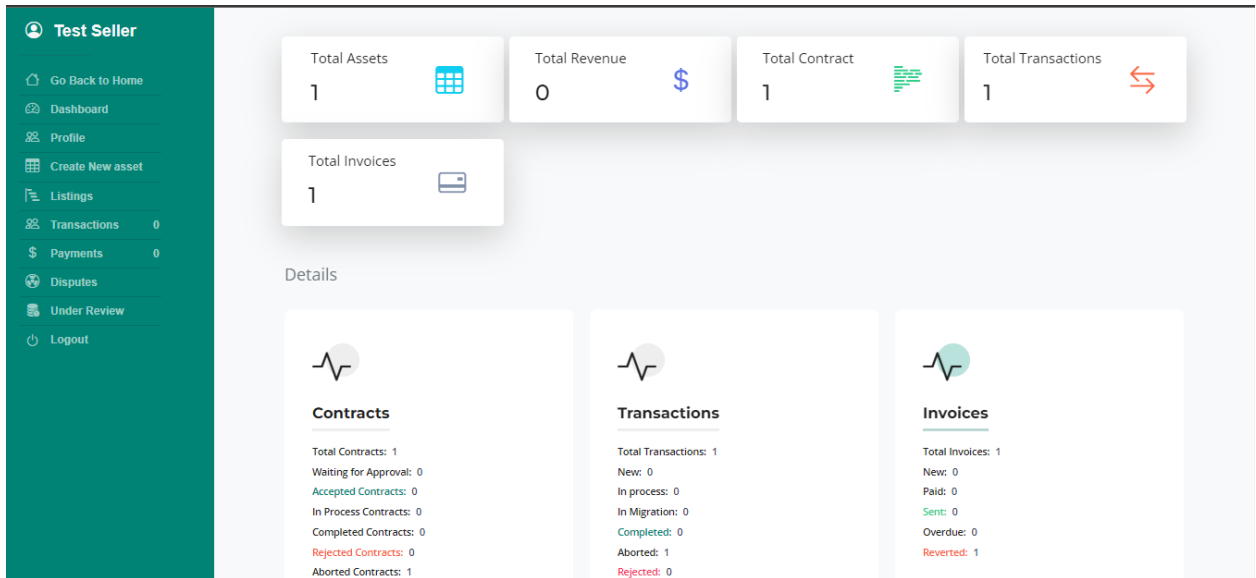 Test Seller
Go Back to Home
Dashboard
Profile
Create New asset
Listings
Transactions 0
Payments 0
Disputes
Under Review
Logout
Total Assets
1
Total Revenue
0
$
Total Contract
1
Total Transactions
1
Total Invoices
1
Details
Contracts
Total Contracts: 1
Waiting for Approval: 0
Accepted Contracts: 0
In Process Contracts: 0
Completed Contracts: 0
Rejected Contracts: 0
Aborted Contracts: 1
Transactions
Total Transactions: 1
New: 0
In process: 0
In Migration: 0
Completed: 0
Aborted: 1
Rejected: 0
Invoices
Total Invoices: 1
New: 0
Paid: 0
Sent: 0
Overdue: 0
Reverted: 1